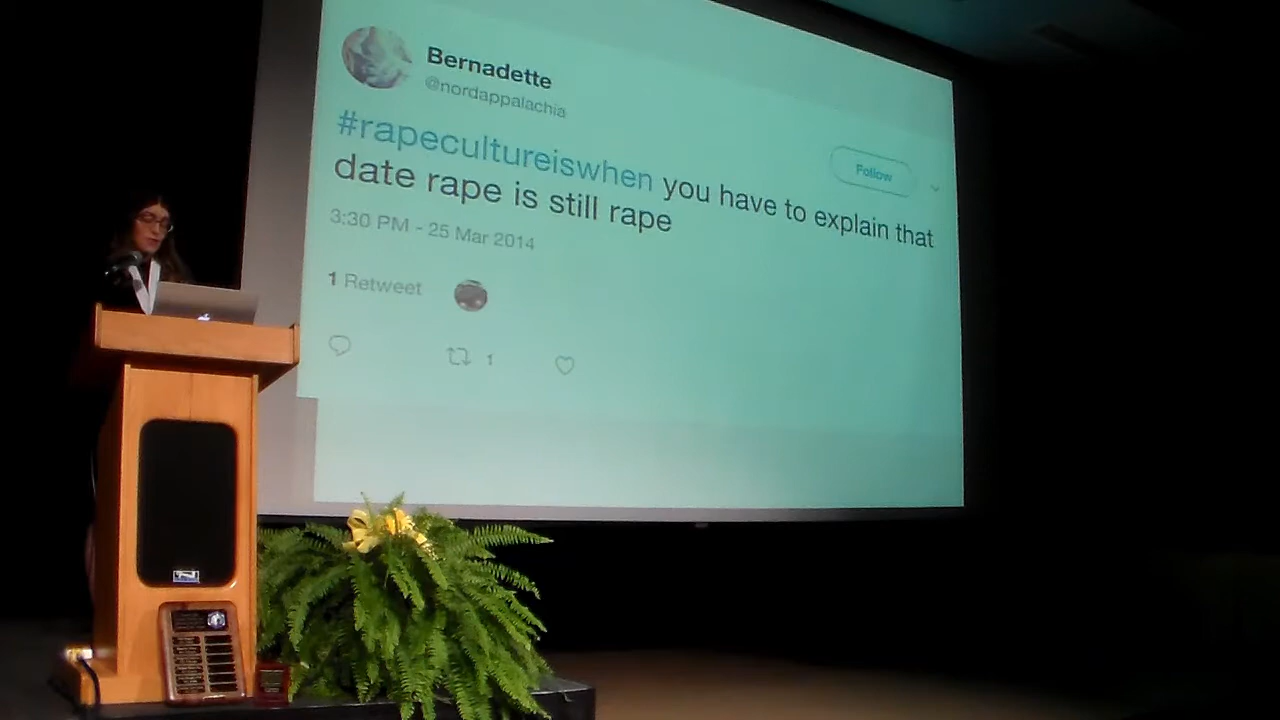 Bernadette
@nordappalachia
Follow
#rapecultureiswhen you have to explain that
date rape is still rape
3:30 PM - 25 Mar 2014
1 Retweet
1